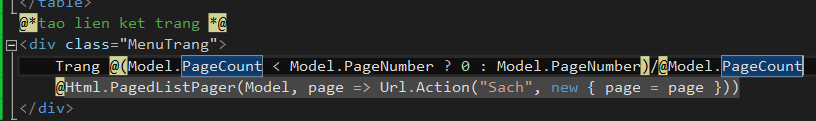 </table>
@*tao lien ket trang *@
<div class="MenuTrang">
Trang @(Model.PageCount < Model.PageNumber ? 0 : Model.PageNumber)/@Model.PageCount
@Html.PagedListPager(Model, page => Url.Action("Sach", new { page = page }))
</div>